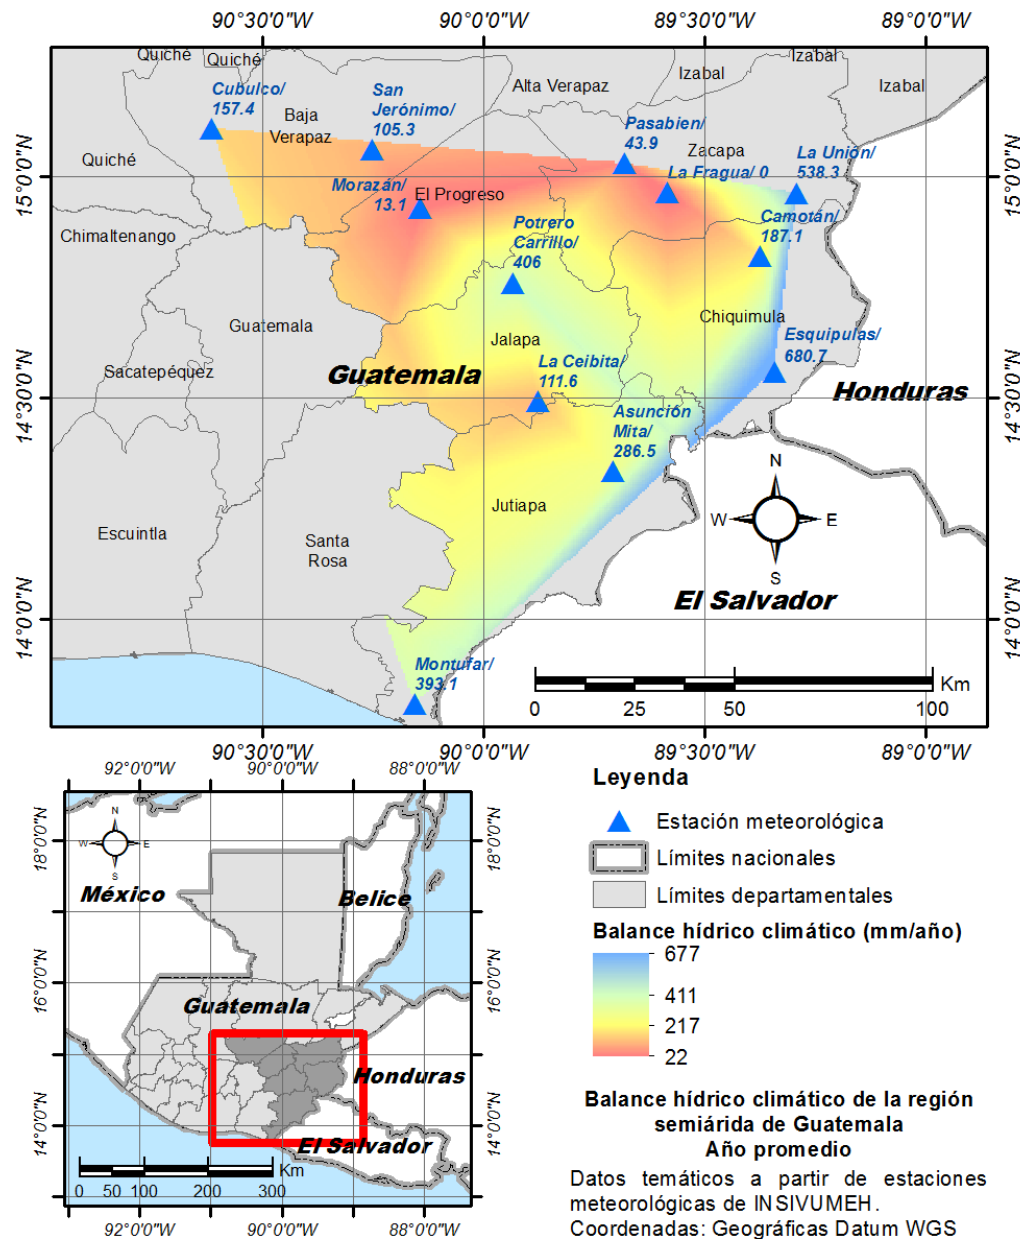 90°30'0"W
90°0'0"W
89°30'0"W
89°0'0"W
Quiché
Quiché
Izabal
Izabal
Izabal
Alta Verapaz
Cubulco/
157.4
Baja
Verapaz
San
Jerónimo/
105.3
Pasabien/
43.9
Zacapa
La Unión/
538.3
Quiché
15°0'0"N
15°0'0"N
Morazán/
13.1
El Progreso
La Fragua/ 0
Camotán/
187.1
Chimaltenango
Potrero
Carrillo/
406
Guatemala
Chiquimula
Jalapa
Esquipulas/
680.7
Sacatepéquez
Guatemala
La Ceibita/
111.6
Honduras
14°30'0"N
14°30'0"N
Asunción
Mita/
286.5
N
W
E
S
Jutiapa
Escuintla
Santa
Rosa
El Salvador
14°0'0"N
14°0'0"N
Montufar/
393.1
Km
0
25
50
100
90°30'0"W
90°0'0"W
89°30'0"W
89°0'0"W
92°0'0"W
90°0'0"W
88°0'0"W
N
W
E
S
18°0'0"N
18°0'0"N
México
Belice
16°0'0"N
16°0'0"N
Guatemala
Honduras
14°0'0"N
14°0'0"N
El Salvador
Km
0 50 100 200 300
92°0'0"W
90°0'0"W
88°0'0"W
Leyenda
Estación meteorológica
Límites nacionales
Límites departamentales
Balance hídrico climático (mm/año)
677
411
217
22
Balance hídrico climático de la región
semiárida de Guatemala
Año promedio
Datos temáticos a partir de estaciones
meteorológicas de INSIVUMEH.
Coordenadas: Geográficas Datum WGS